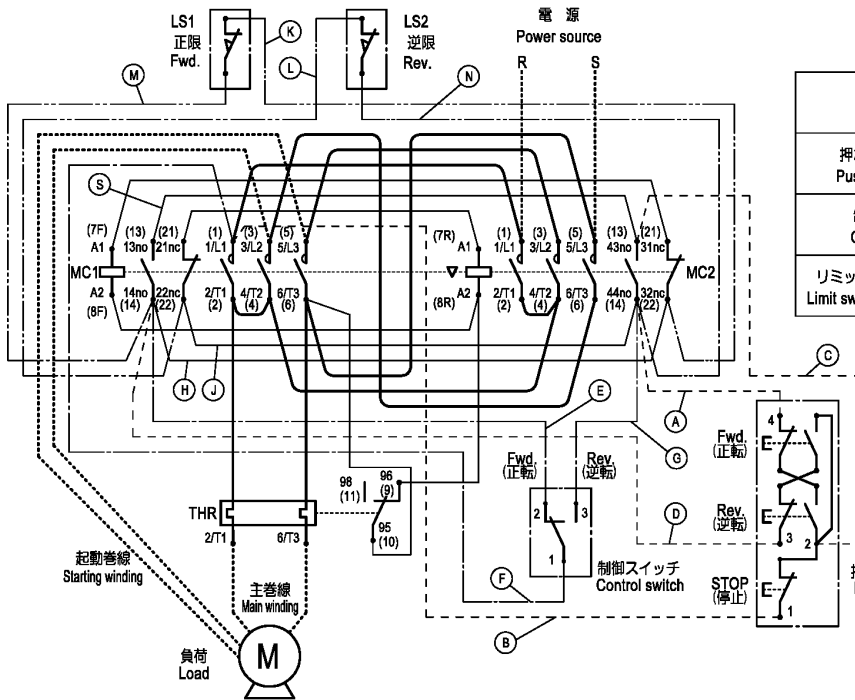 LS1
正限
Fwd.
K
L
LS2
逆限
Rev.
電 源
Power source
R S
M
N
S
(7F) (13) (21) (1) (3) (5)
A1 13no 21nc 1/L1 3/L2 5/L3
MC1
A2 14no 22nc 2/T1 4/T2 6/T3
(8F) (14) (22) (2) (4) (6)
(7R) (1) (3) (5) (13) (21)
A1 1/L1 3/L2 5/L3 43no 31nc
MC2
A2 2/T1 4/T2 6/T3 44no 32nc
(8R) (2) (4) (6) (14) (22)
Pus
リミッ
Limit sw
H
J
E
C
A
G
Fwd.
(正転)
Rev.
(逆転)
2 3
1
制御スイッチ
Control switch
98
(11)
96
(9)
95
(10)
THR
2/T1 6/T3
D
F
B
4
Fwd.
(正転)
Rev.
(逆転)
3 2
STOP
(停止)
1
起動巻線
Starting winding
主巻線
Main winding
負荷
Load
M